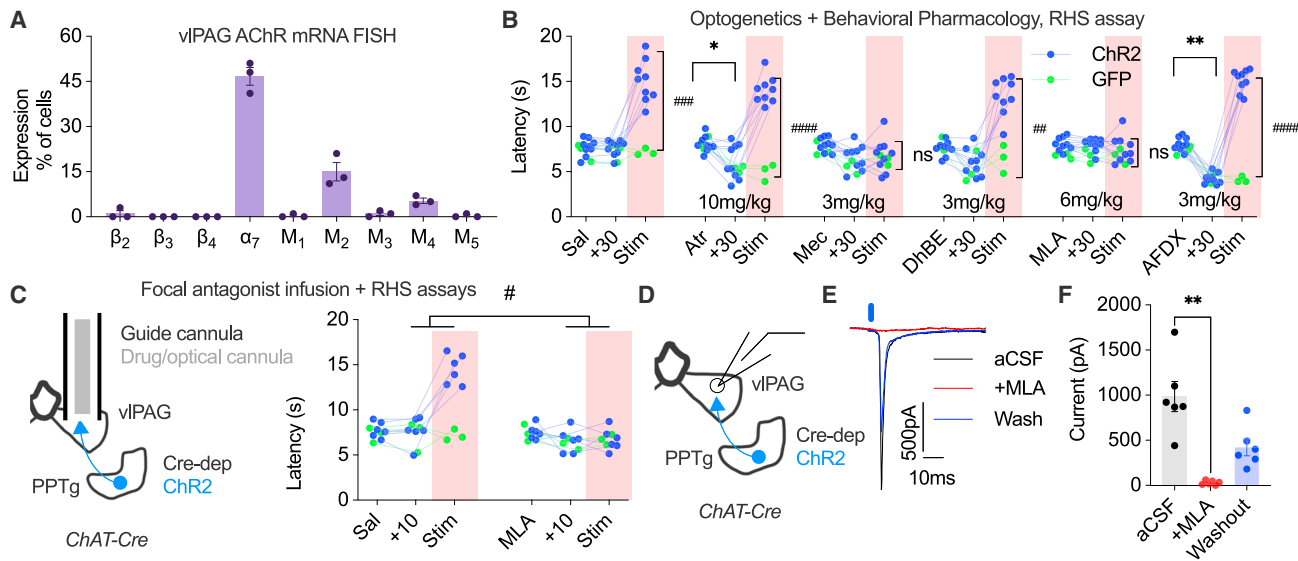 A
vlPAG AChR mRNA FISH
Expression
% of cells
60
45
30
15
0
β2
β3
β4
α7
M1
M2
M3
M4
M5
B
Optogenetics + Behavioral Pharmacology, RHS assay
Latency (s)
20
15
10
5
0
ChR2
GFP
###
*
####
ns
##
ns
**
####
10mg/kg
3mg/kg
3mg/kg
6mg/kg
3mg/kg
Sal
+30
Stim
Atr
+30
Stim
Mec
+30
Stim
DhBE
+30
Stim
MLA
+30
Stim
AFDX
+30
Stim
C
Focal antagonist infusion + RHS assays
#
Guide cannula
Drug/optical cannula
vlPAG
PPTg
Cre-dep
ChR2
ChAT-Cre
Latency (s)
20
15
10
5
0
Sal
+10
Stim
MLA
+10
Stim
D
vlPAG
PPTg
Cre-dep
ChR2
ChAT-Cre
E
aCSF
+MLA
Wash
500pA
10ms
F
Current (pA)
2000
1500
1000
500
0
**
aCSF
+MLA
Washout